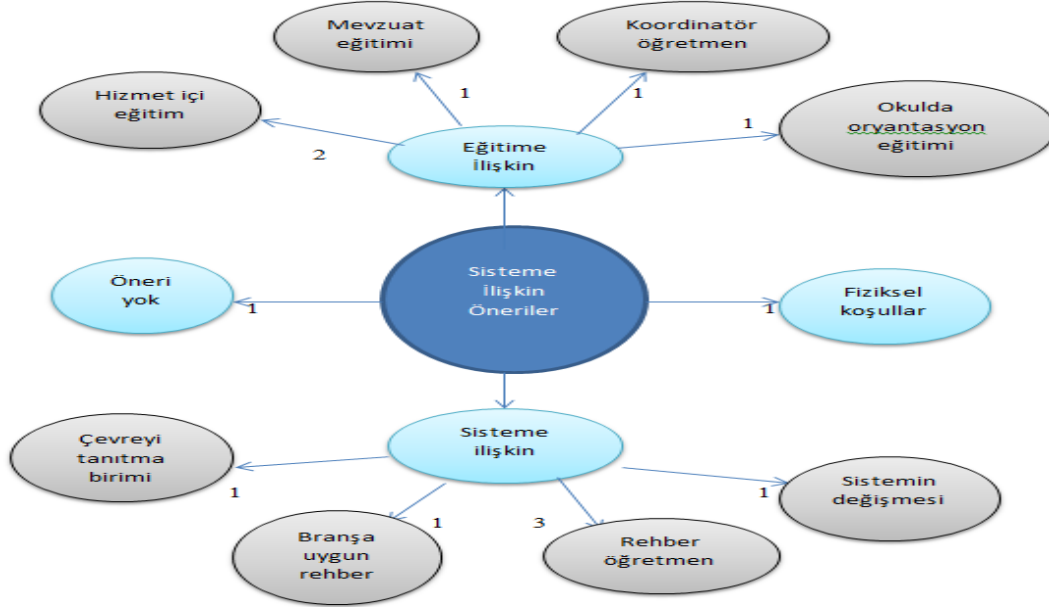 Mevzuat
eğitimi
Koordinatör
öğretmen
Hizmet içi
eğitim
Okulda
oryantasyon
eğitimi
1
1
1
2
Eğitime
İlişkin
Sisteme
İlişkin
Öneriler
Öneri
yok
1
Fiziksel
koşullar
1
Sisteme
ilişkin
Çevreyi
tanıtma
birimi
1
Branşa
uygun
rehber
1
Rehber
öğretmen
3
Sistemin
değişmesi
1